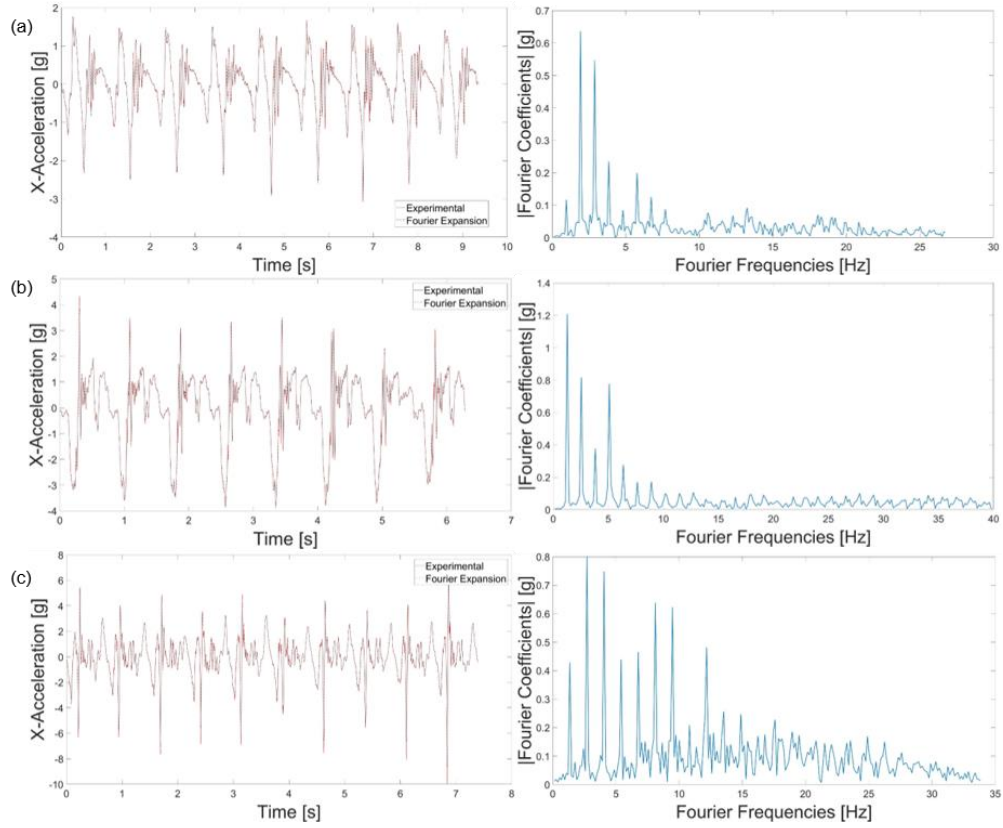 (a)
X-Acceleration [g]
2
1
0
-1
-2
-3
-4
0 1 2 3 4 5 6 7 8 9 10
Time [s]
Experimental
Fourier Expansion
|Fourier Coefficients| [g]
0.7
0.6
0.5
0.4
0.3
0.2
0.1
0
0 5 10 15 20 25 30
Fourier Frequencies [Hz]
(b)
X-Acceleration [g]
5
4
3
2
1
0
-1
-2
-3
-4
0 1 2 3 4 5 6 7
Time [s]
Experimental
Fourier Expansion
|Fourier Coefficients| [g]
1.4
1.2
1
0.8
0.6
0.4
0.2
0
0 5 10 15 20 25 30 35 40
Fourier Frequencies [Hz]
(c)
X-Acceleration [g]
8
6
4
2
0
-2
-4
-6
-8
-10
0 1 2 3 4 5 6 7 8
Time [s]
Experimental
Fourier Expansion
|Fourier Coefficients| [g]
0.8
0.7
0.6
0.5
0.4
0.3
0.2
0.1
0
0 5 10 15 20 25 30 35
Fourier Frequencies [Hz]